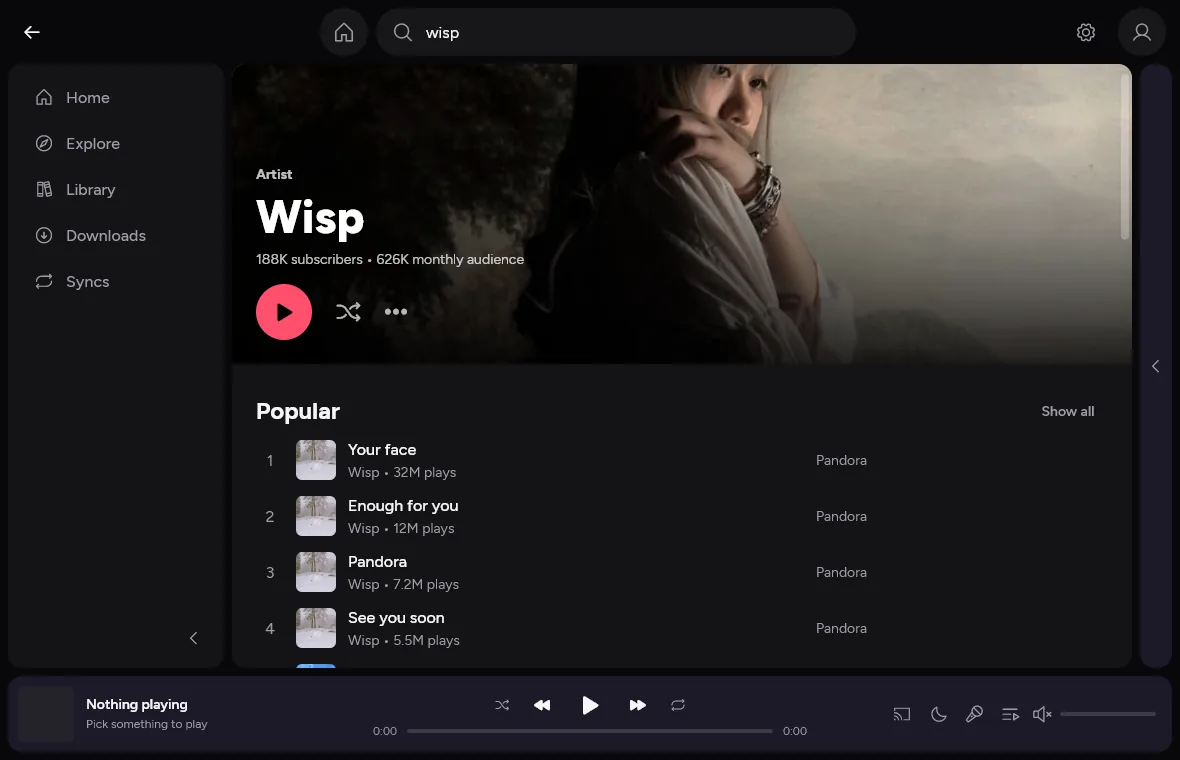 wisp
Home
Explore
Library
Downloads
Syncs
Artist
Wisp
188K subscribers • 626K monthly audience
Popular
Show all
1
Your face
Wisp • 32M plays
Pandora
2
Enough for you
Wisp • 12M plays
Pandora
3
Pandora
Wisp • 7.2M plays
Pandora
4
See you soon
Wisp • 5.5M plays
Pandora
Nothing playing
Pick something to play
0:00
0:00